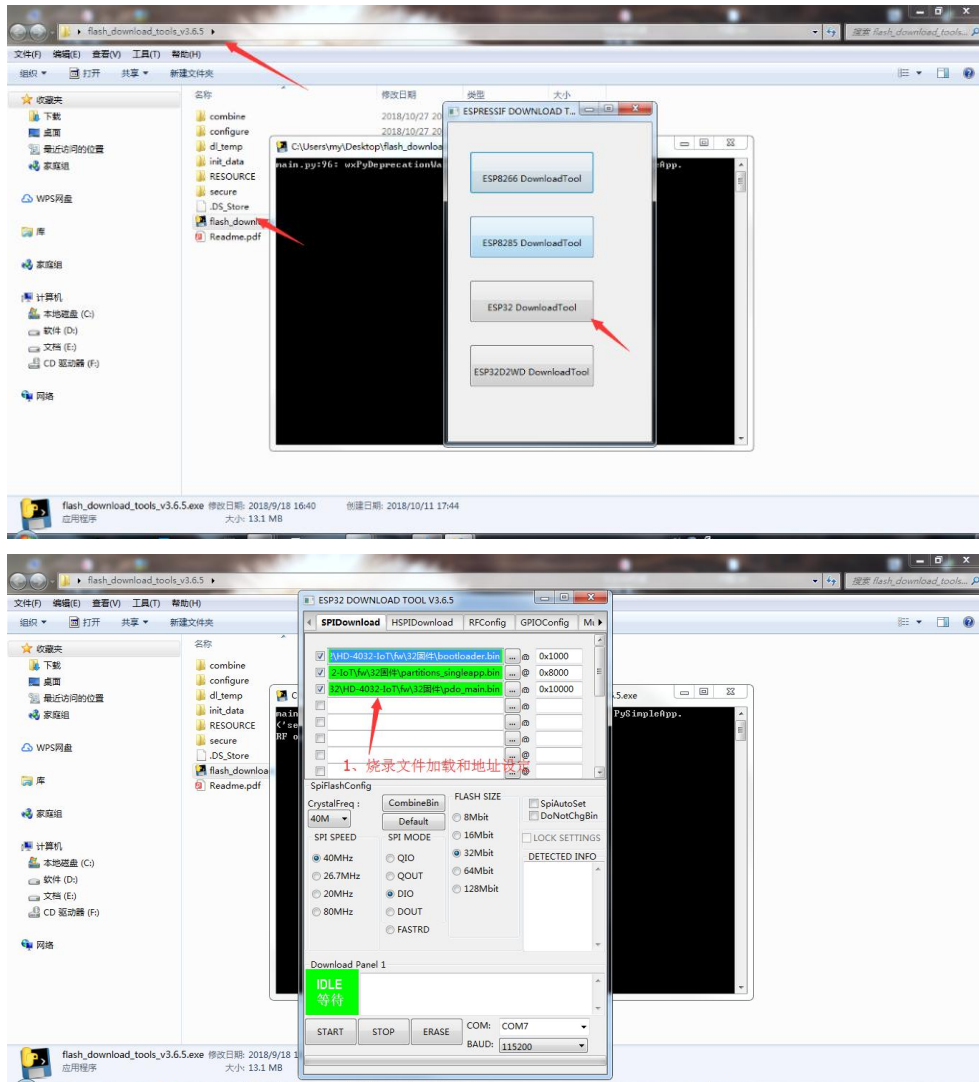 flash_download_tools_v3.6.5
搜索 flash_download_tools...
文件(F) 编辑(E) 查看(V) 工具(T) 帮助(H)
组织 打开 共享 新建文件夹
收藏夹
下载
桌面
最近访问的位置
家庭组
WPS网盘
库
家庭组
计算机
本地磁盘 (C:)
软件 (D:)
文档 (E:)
CD 驱动器 (F:)
网络
名称 修改日期 类型 大小
combine 2018/10/27 20
configure 2018/10/27 20
dl_temp
init_data
RESOURCE
secure
.DS_Store
flash_downl
Readme.pdf
C:\Users\my\Desktop\flash_downloa
main.py:96: wxPyDeprecationWa
eApp.
ESPRESSIF DOWNLOAD T...
ESP8266 DownloadTool
ESP8285 DownloadTool
ESP32 DownloadTool
ESP32D2WD DownloadTool
flash_download_tools_v3.6.5.exe 修改日期: 2018/9/18 16:40 创建日期: 2018/10/11 17:44
应用程序 大小: 13.1 MB
flash_download_tools_v3.6.5
搜索 flash_download_tools...
文件(F) 编辑(E) 查看(V) 工具(T) 帮助(H)
组织 打开 共享
收藏夹
下载
桌面
最近访问的位置
家庭组
WPS网盘
库
家庭组
计算机
本地磁盘 (C:)
软件 (D:)
文档 (E:)
CD 驱动器 (F:)
网络
名称
combine
configure
dl_temp
init_data
RESOURCE
secure
.DS_Store
flash_downloa
Readme.pdf
.5.exe
main
PySimpleApp.
('se
RF o
ESP32 DOWNLOAD TOOL V3.6.5
SPIDownload HSPIDownload RFConfig GPIOConfig Mu
\HD-4032-IoT\fw\32固件\bootloader.bin ... @ 0x1000
2-IoT\fw\32固件\partitions_singleapp.bin ... @ 0x8000
32\HD-4032-IoT\fw\32固件\pdo_main.bin ... @ 0x10000
... @
... @
... @
... @
... @
1、烧录文件加载和地址设定
SpiFlashConfig
CrystalFreq :
40M
CombineBin
Default
SPI SPEED
40MHz
26.7MHz
20MHz
80MHz
SPI MODE
QIO
QOUT
DIO
DOUT
FASTRD
FLASH SIZE
8Mbit
16Mbit
32Mbit
64Mbit
128Mbit
SpiAutoSet
DoNotChgBin
LOCK SETTINGS
DETECTED INFO
Download Panel 1
IDLE
等待
START STOP ERASE
COM: COM7
BAUD: 115200
flash_download_tools_v3.6.5.exe 修改日期: 2018/9/18 1
应用程序 大小: 13.1 MB